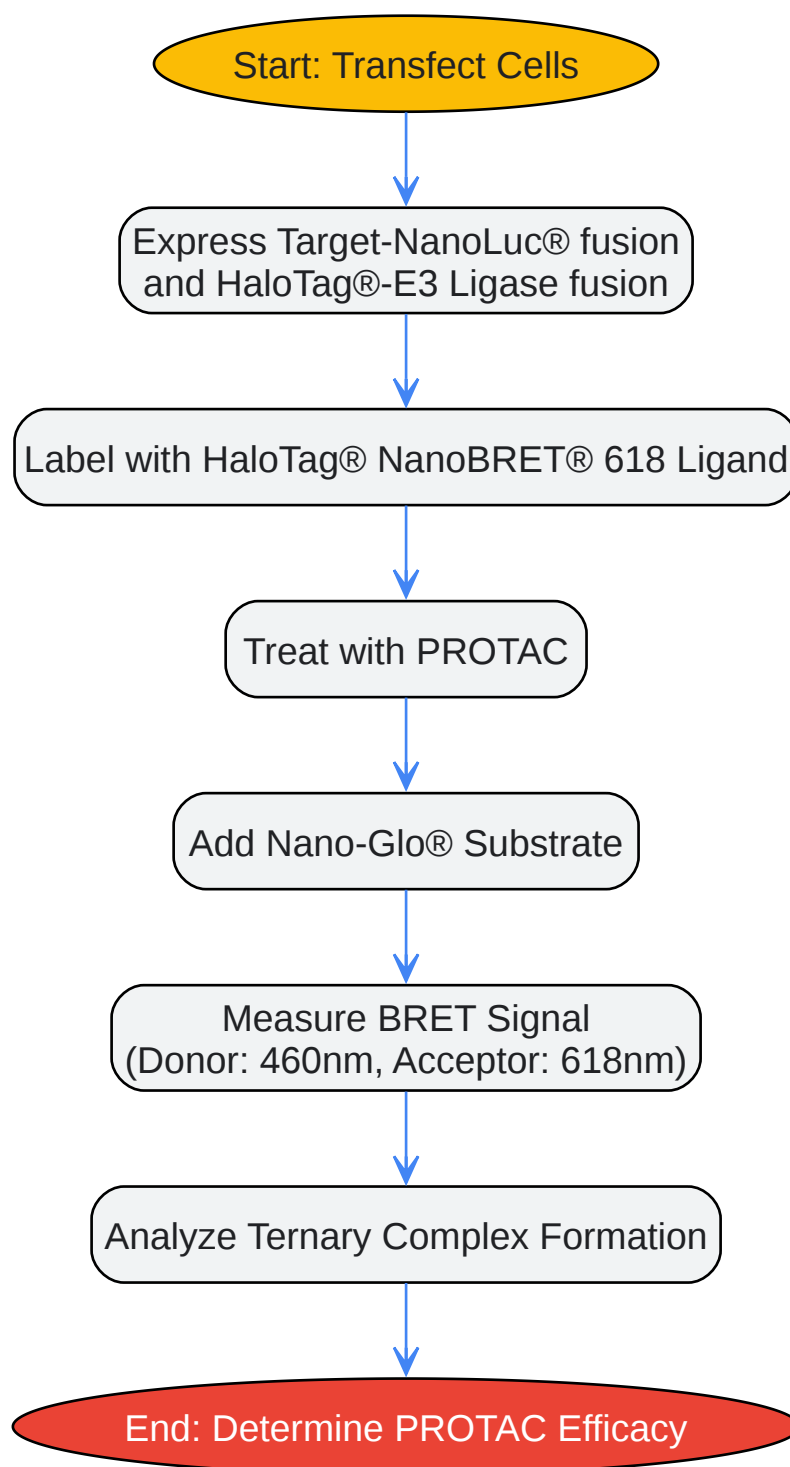 Start: Transfect Cells
Express Target-NanoLuc® fusion
and HaloTag®-E3 Ligase fusion
Label with HaloTag® NanoBRET® 618 Ligand
Treat with PROTAC
Add Nano-Glo® Substrate
Measure BRET Signal
(Donor: 460nm, Acceptor: 618nm)
Analyze Ternary Complex Formation
End: Determine PROTAC Efficacy